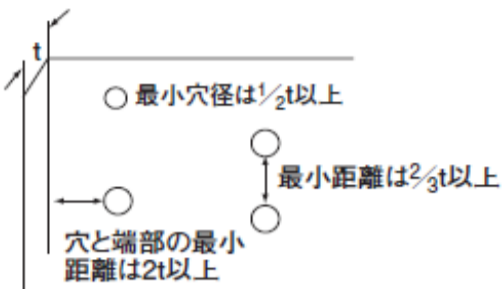 t
最小穴径は1/2t以上
最小距離は2/3t以上
穴と端部の最小
距離は2t以上